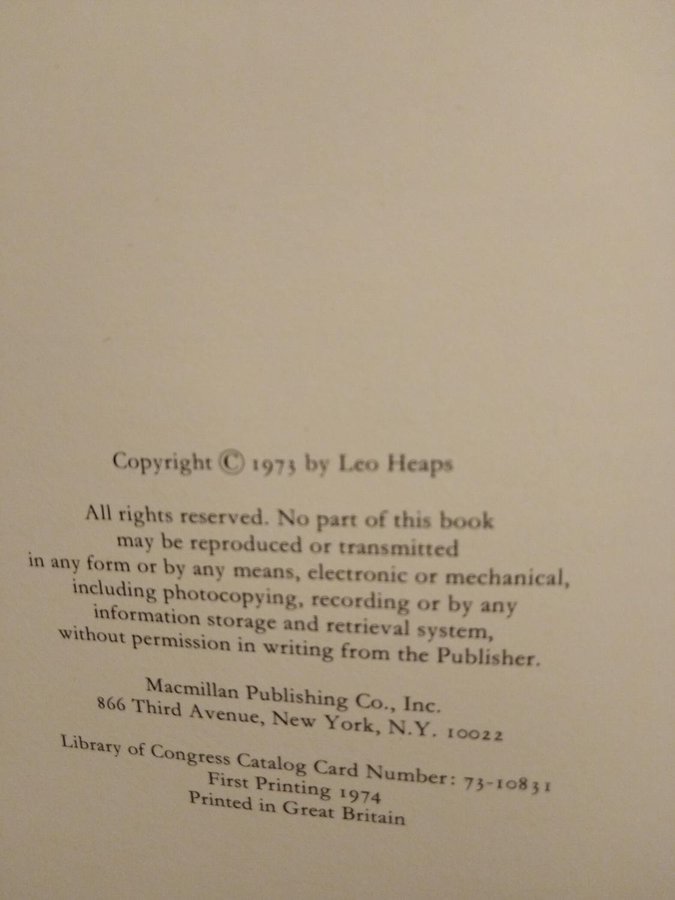 Copyright © 1973 by Leo Heaps
All rights reserved. No part of this book
may be reproduced or transmitted
in any form or by any means, electronic or mechanical,
including photocopying, recording or by any
information storage and retrieval system,
without permission in writing from the Publisher.
Macmillan Publishing Co., Inc.
866 Third Avenue, New York, N.Y. 10022
Library of Congress Catalog Card Number: 73-10831
First Printing 1974
Printed in Great Britain